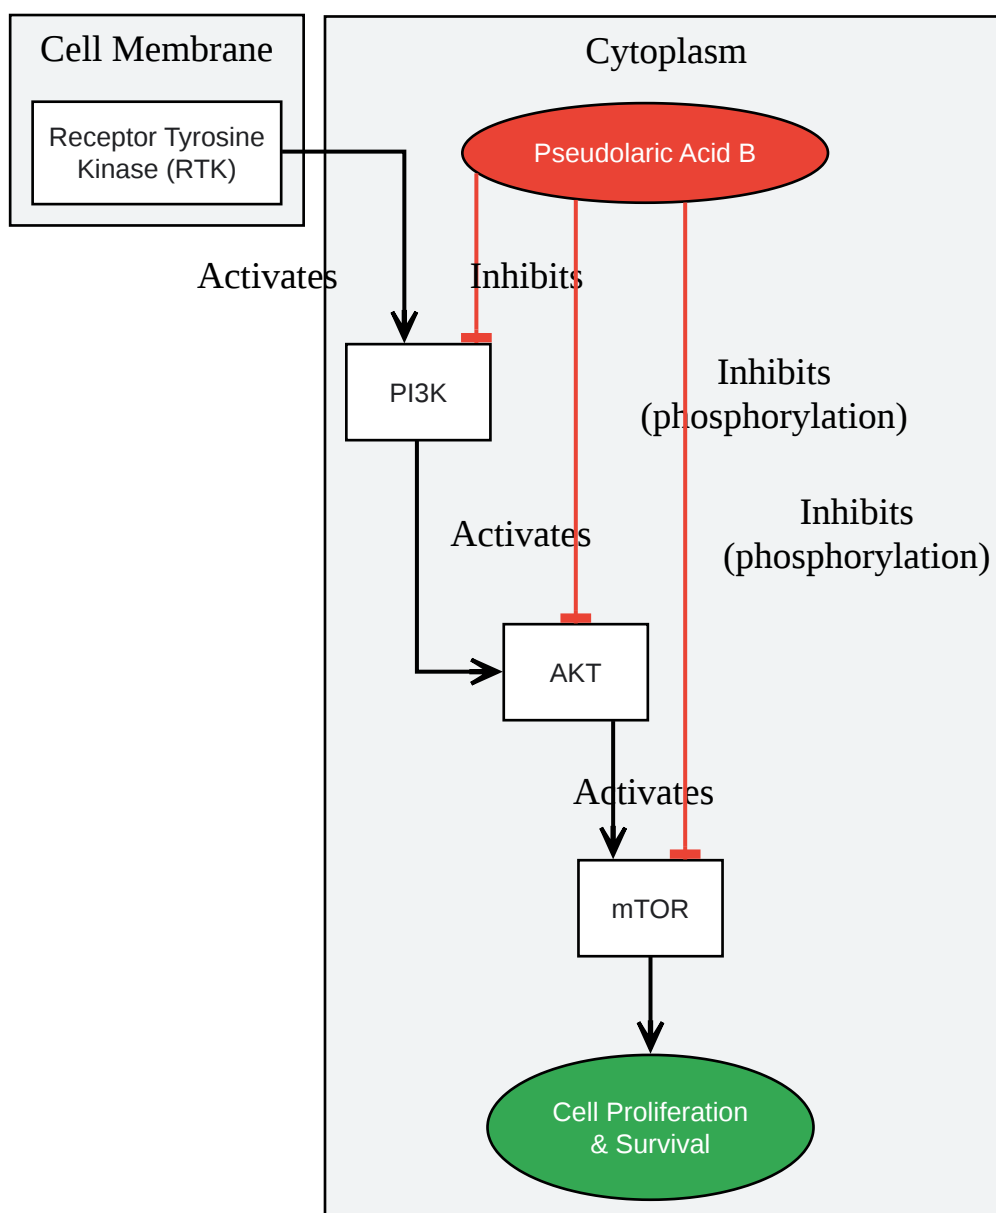 Cell Membrane
Cytoplasm
Receptor Tyrosine
Kinase (RTK)
Pseudolaric Acid B
Activates
Inhibits
Inhibits
(phosphorylation)
PI3K
Inhibits
(phosphorylation)
Activates
AKT
Activates
mTOR
Cell Proliferation
& Survival